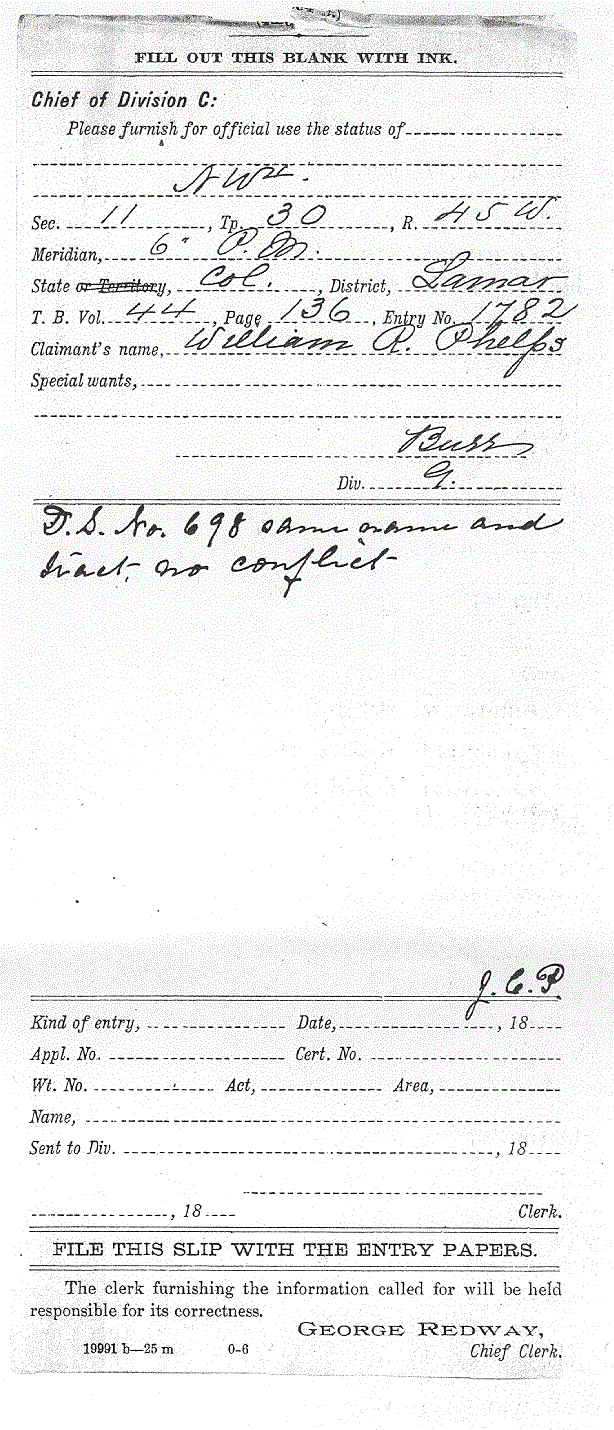 FILL OUT THIS BLANK WITH INK.
Chief of Division C:
Please furnish for official use the status of
NW4.
Sec. 11, Tp. 30, R. 45 W.
Meridian, 6" P.M.
State or Territory, Col., District, Lamar
T. B. Vol. 44, Page 136, Entry No. 1782
Claimant's name, William R. Phelps
Special wants,
Buss
Div. G.
D.S. No. 698 same name and
tract, no conflict
J.C.P.
Kind of entry, Date, , 18
Appl. No. Cert. No.
Wt. No. Act, Area,
Name,
Sent to Div. , 18
, 18 Clerk.
FILE THIS SLIP WITH THE ENTRY PAPERS.
The clerk furnishing the information called for will be held
responsible for its correctness.
GEORGE REDWAY,
19991 b—25 m 0-6 Chief Clerk.